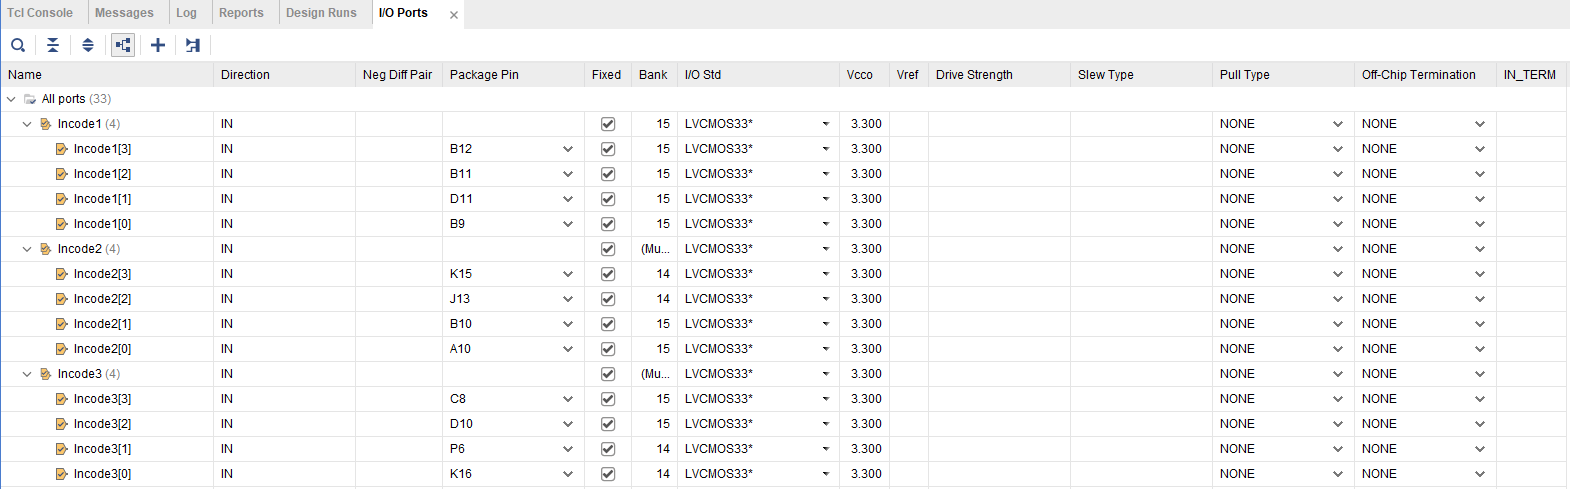 Tcl Console Messages Log Reports Design Runs I/O Ports
Name Direction Neg Diff Pair Package Pin Fixed Bank I/O Std Vcco Vref Drive Strength Slew Type Pull Type Off-Chip Termination IN_TERM
All ports (33)
Incode1 (4) IN 15 LVCMOS33* 3.300 NONE NONE
Incode1[3] IN B12 15 LVCMOS33* 3.300 NONE NONE
Incode1[2] IN B11 15 LVCMOS33* 3.300 NONE NONE
Incode1[1] IN D11 15 LVCMOS33* 3.300 NONE NONE
Incode1[0] IN B9 15 LVCMOS33* 3.300 NONE NONE
Incode2 (4) IN (Mu... LVCMOS33* 3.300 NONE NONE
Incode2[3] IN K15 14 LVCMOS33* 3.300 NONE NONE
Incode2[2] IN J13 14 LVCMOS33* 3.300 NONE NONE
Incode2[1] IN B10 15 LVCMOS33* 3.300 NONE NONE
Incode2[0] IN A10 15 LVCMOS33* 3.300 NONE NONE
Incode3 (4) IN (Mu... LVCMOS33* 3.300 NONE NONE
Incode3[3] IN C8 15 LVCMOS33* 3.300 NONE NONE
Incode3[2] IN D10 15 LVCMOS33* 3.300 NONE NONE
Incode3[1] IN P6 14 LVCMOS33* 3.300 NONE NONE
Incode3[0] IN K16 14 LVCMOS33* 3.300 NONE NONE